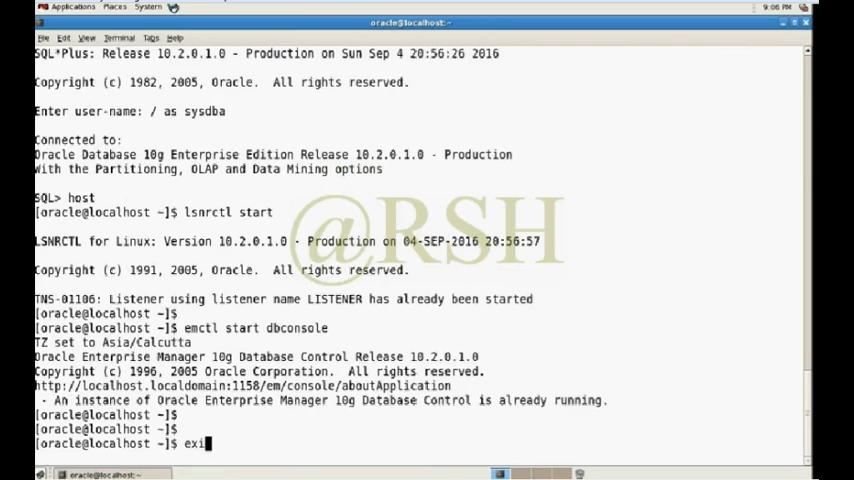 Applications Places System 9:06 PM
oracle@localhost:~
File Edit View Terminal Tabs Help
SQL*Plus: Release 10.2.0.1.0 - Production on Sun Sep 4 20:56:26 2016
Copyright (c) 1982, 2005, Oracle. All rights reserved.
Enter user-name: / as sysdba
Connected to:
Oracle Database 10g Enterprise Edition Release 10.2.0.1.0 - Production
With the Partitioning, OLAP and Data Mining options
SQL> host
[oracle@localhost ~]$ lsnrctl start
@RSH
LSNRCTL for Linux: Version 10.2.0.1.0 - Production on 04-SEP-2016 20:56:57
Copyright (c) 1991, 2005, Oracle. All rights reserved.
TNS-01106: Listener using listener name LISTENER has already been started
[oracle@localhost ~]$
[oracle@localhost ~]$ emctl start dbconsole
TZ set to Asia/Calcutta
Oracle Enterprise Manager 10g Database Control Release 10.2.0.1.0
Copyright (c) 1996, 2005 Oracle Corporation. All rights reserved.
http://localhost.localdomain:1158/em/console/aboutApplication
- An instance of Oracle Enterprise Manager 10g Database Control is already running.
[oracle@localhost ~]$
[oracle@localhost ~]$
[oracle@localhost ~]$ exi
oracle@localhost:~